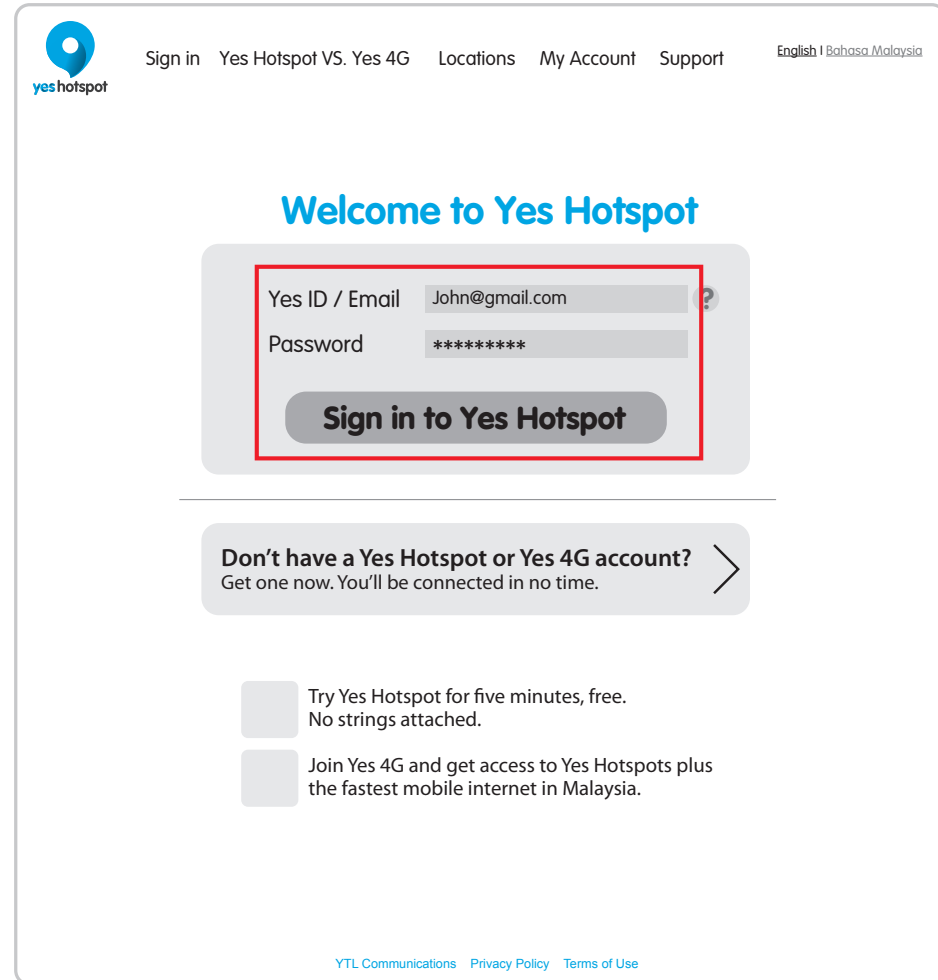 yes hotspot
Sign in Yes Hotspot VS. Yes 4G Locations My Account Support
English I Bahasa Malaysia
Welcome to Yes Hotspot
Yes ID / Email John@gmail.com ?
Password *********
Sign in to Yes Hotspot
Don’t have a Yes Hotspot or Yes 4G account?
Get one now. You’ll be connected in no time.
Try Yes Hotspot for five minutes, free.
No strings attached.
Join Yes 4G and get access to Yes Hotspots plus
the fastest mobile internet in Malaysia.
YTL Communications Privacy Policy Terms of Use